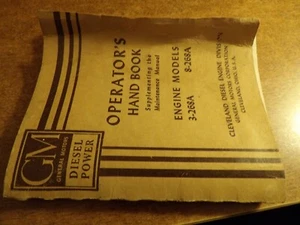 OPERATOR'S
HAND BOOK
Supplementing the
Maintenance Manual
ENGINE MODELS
3-268A 8-268A
CLEVELAND DIESEL ENGINE DIVISION
GENERAL MOTORS CORPORATION
CLEVELAND, OHIO, U.S.A.
GM
GENERAL MOTORS
DIESEL
POWER